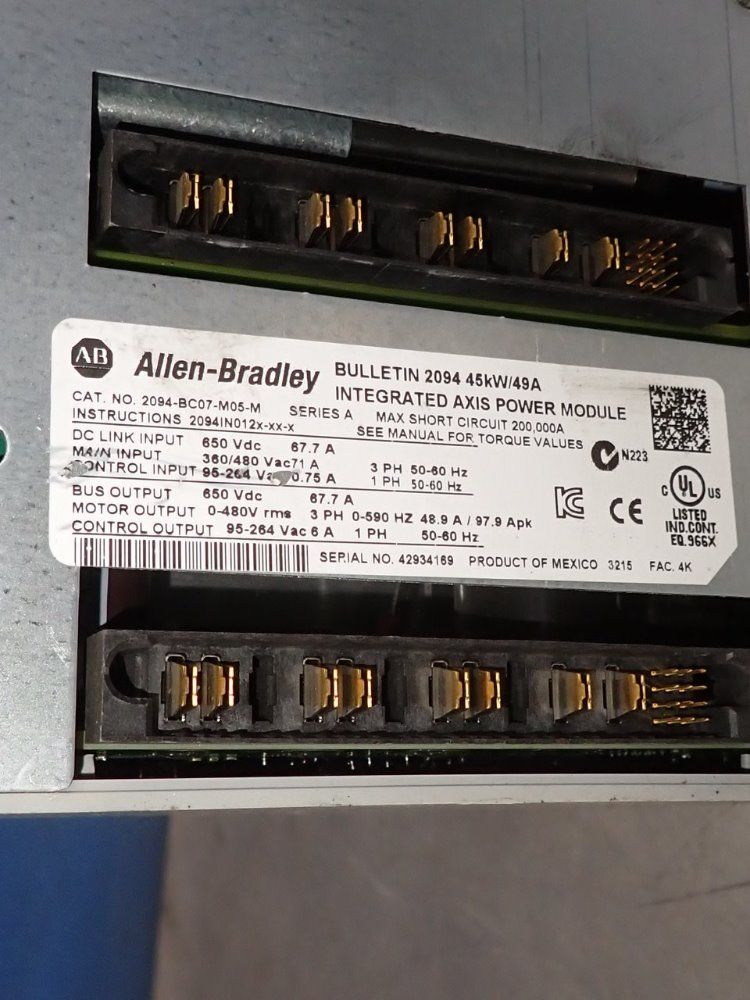 AB Allen-Bradley BULLETIN 2094 45kW/49A
INTEGRATED AXIS POWER MODULE
CAT. NO. 2094-BC07-M05-M SERIES A MAX SHORT CIRCUIT 200,000A
INSTRUCTIONS 2094IN012x-xx-x SEE MANUAL FOR TORQUE VALUES
DC LINK INPUT 650 Vdc 67.7 A
MAIN INPUT 360/480 Vac 71 A 3 PH 50-60 Hz
CONTROL INPUT 95-264 Vac 0.75 A 1 PH 50-60 Hz
BUS OUTPUT 650 Vdc 67.7 A
MOTOR OUTPUT 0-480V rms 3 PH 0-590 HZ 48.9 A / 97.9 Apk
CONTROL OUTPUT 95-264 Vac 6 A 1 PH 50-60 Hz
N223
KC CE
C UL US
LISTED
IND.CONT.
EQ.966X
SERIAL NO. 42934169 PRODUCT OF MEXICO 3215 FAC. 4K